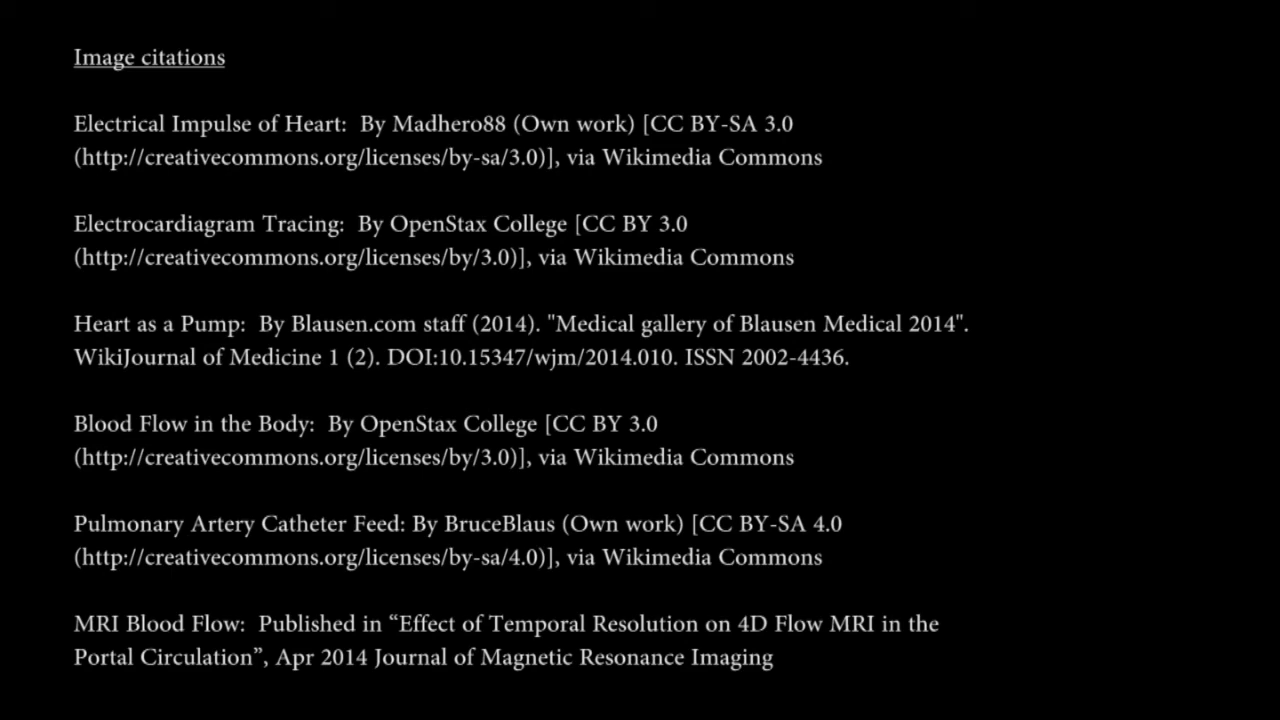 Image citations
Electrical Impulse of Heart:  By Madhero88 (Own work) [CC BY-SA 3.0
(http://creativecommons.org/licenses/by-sa/3.0)], via Wikimedia Commons
Electrocardiagram Tracing:  By OpenStax College [CC BY 3.0
(http://creativecommons.org/licenses/by/3.0)], via Wikimedia Commons
Heart as a Pump:  By Blausen.com staff (2014). "Medical gallery of Blausen Medical 2014".
WikiJournal of Medicine 1 (2). DOI:10.15347/wjm/2014.010. ISSN 2002-4436.
Blood Flow in the Body:  By OpenStax College [CC BY 3.0
(http://creativecommons.org/licenses/by/3.0)], via Wikimedia Commons
Pulmonary Artery Catheter Feed: By BruceBlaus (Own work) [CC BY-SA 4.0
(http://creativecommons.org/licenses/by-sa/4.0)], via Wikimedia Commons
MRI Blood Flow:  Published in “Effect of Temporal Resolution on 4D Flow MRI in the
Portal Circulation”, Apr 2014 Journal of Magnetic Resonance Imaging